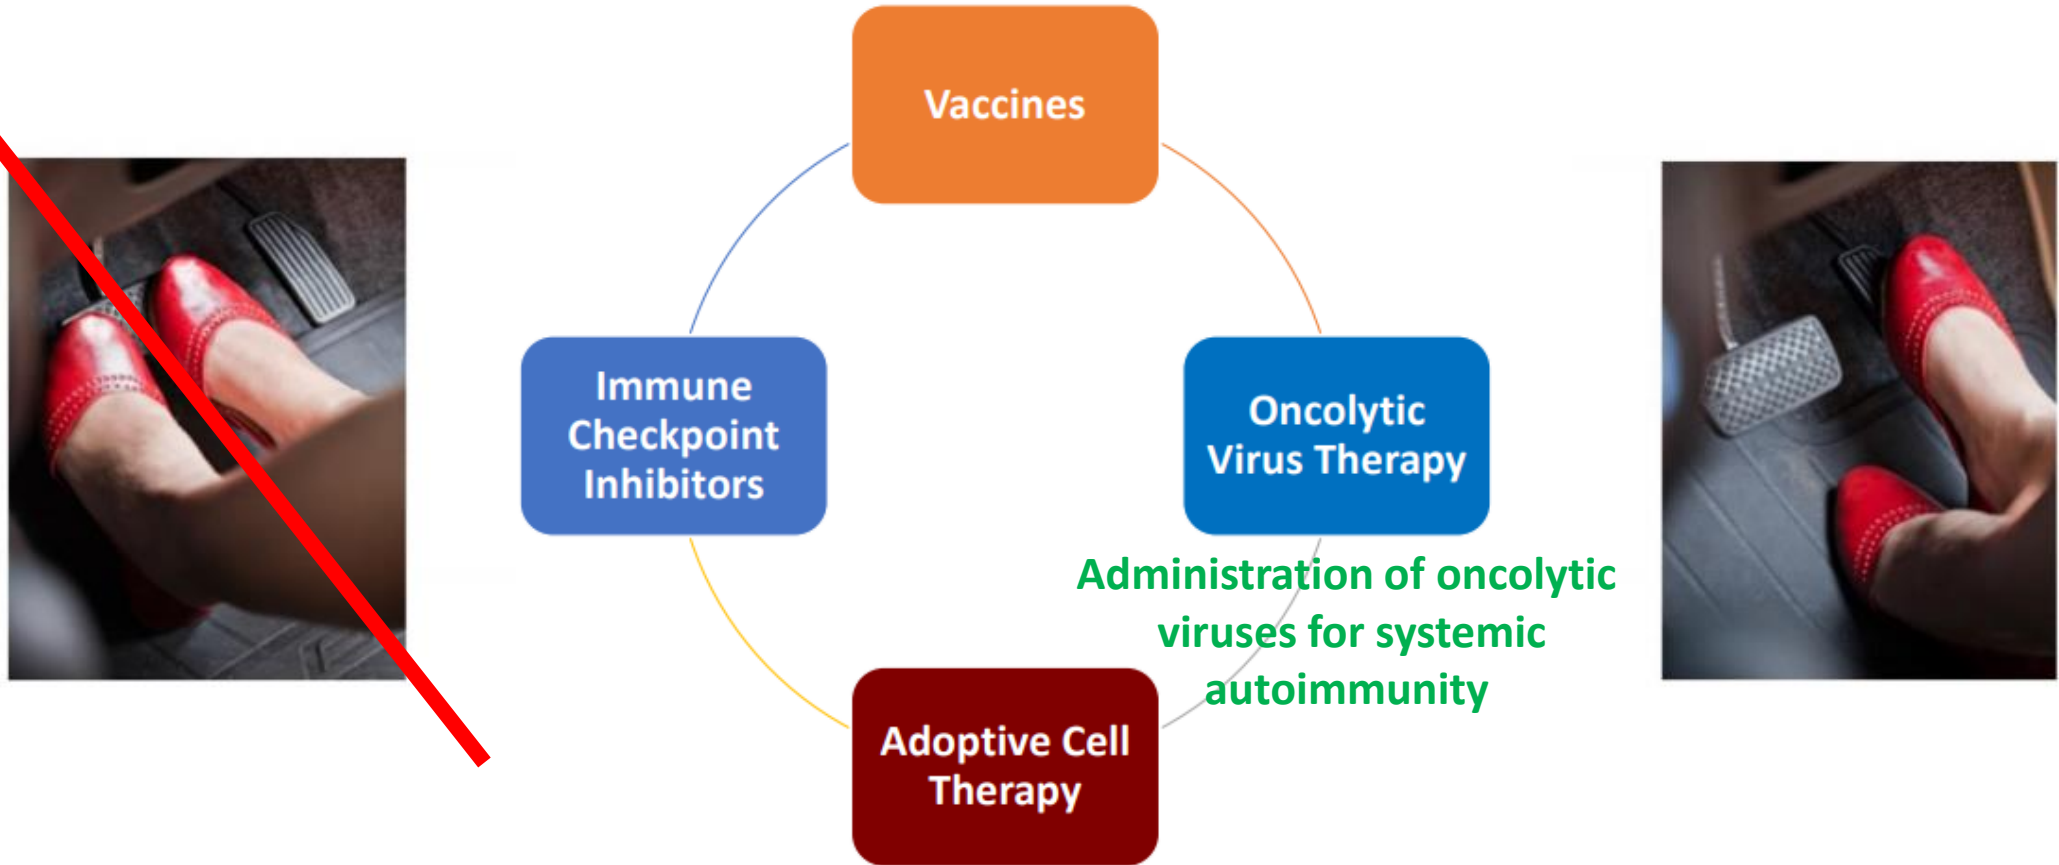 Vaccines
Immune
Checkpoint
Inhibitors
Oncolytic
Virus Therapy
Administration of oncolytic
viruses for systemic
autoimmunity
Adoptive Cell
Therapy